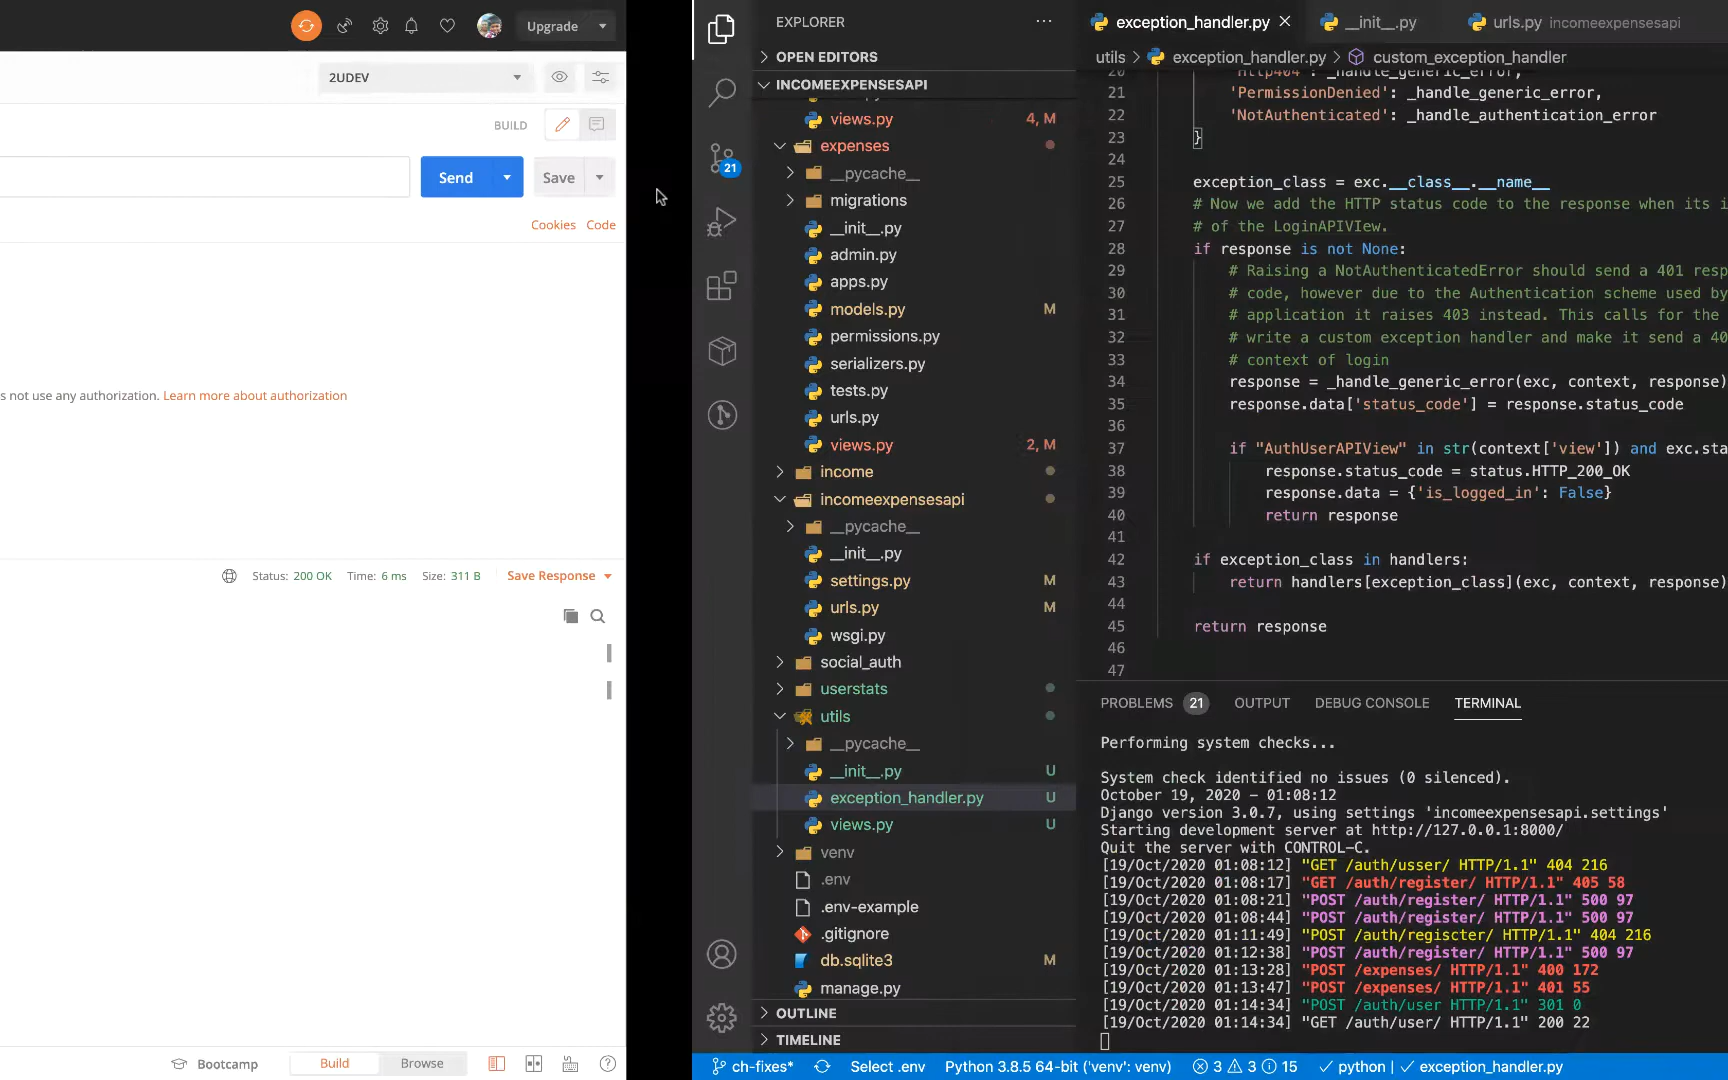 Upgrade
2UDEV
BUILD
Send
Save
Cookies Code
s not use any authorization. Learn more about authorization
Status: 200 OK Time: 6 ms Size: 311 B Save Response
Bootcamp
Build
Browse
EXPLORER
OPEN EDITORS
INCOMEEXPENSESAPI
views.py 4, M
expenses
__pycache__
migrations
__init__.py
admin.py
apps.py
models.py M
permissions.py
serializers.py
tests.py
urls.py
views.py 2, M
income
incomeexpensesapi
__pycache__
__init__.py
settings.py M
urls.py M
wsgi.py
social_auth
userstats
utils
__pycache__
__init__.py U
exception_handler.py U
views.py U
venv
.env
.env-example
.gitignore
db.sqlite3 M
manage.py
OUTLINE
TIMELINE
21
exception_handler.py
__init__.py
urls.py incomeexpensesapi
utils > exception_handler.py > custom_exception_handler
20 'Http404': _handle_generic_error,
21 'PermissionDenied': _handle_generic_error,
22 'NotAuthenticated': _handle_authentication_error
23 }
24
25 exception_class = exc.__class__.__name__
26 # Now we add the HTTP status code to the response when its i
27 # of the LoginAPIVIew.
28 if response is not None:
29 # Raising a NotAuthenticatedError should send a 401 resp
30 # code, however due to the Authentication scheme used by
31 # application it raises 403 instead. This calls for the
32 # write a custom exception handler and make it send a 40
33 # context of login
34 response = _handle_generic_error(exc, context, response)
35 response.data['status_code'] = response.status_code
36
37 if "AuthUserAPIView" in str(context['view']) and exc.sta
38 response.status_code = status.HTTP_200_OK
39 response.data = {'is_logged_in': False}
40 return response
41
42 if exception_class in handlers:
43 return handlers[exception_class](exc, context, response)
44
45 return response
46
47
PROBLEMS 21 OUTPUT DEBUG CONSOLE TERMINAL
Performing system checks...
System check identified no issues (0 silenced).
October 19, 2020 - 01:08:12
Django version 3.0.7, using settings 'incomeexpensesapi.settings'
Starting development server at http://127.0.0.1:8000/
Quit the server with CONTROL-C.
[19/Oct/2020 01:08:12] "GET /auth/usser/ HTTP/1.1" 404 216
[19/Oct/2020 01:08:17] "GET /auth/register/ HTTP/1.1" 405 58
[19/Oct/2020 01:08:21] "POST /auth/register/ HTTP/1.1" 500 97
[19/Oct/2020 01:08:44] "POST /auth/register/ HTTP/1.1" 500 97
[19/Oct/2020 01:11:49] "POST /auth/regiscter/ HTTP/1.1" 404 216
[19/Oct/2020 01:12:38] "POST /auth/register/ HTTP/1.1" 500 97
[19/Oct/2020 01:13:28] "POST /expenses/ HTTP/1.1" 400 172
[19/Oct/2020 01:13:47] "POST /expenses/ HTTP/1.1" 401 55
[19/Oct/2020 01:14:34] "POST /auth/user HTTP/1.1" 301 0
[19/Oct/2020 01:14:34] "GET /auth/user/ HTTP/1.1" 200 22
ch-fixes* Select .env Python 3.8.5 64-bit ('venv': venv) 3 3 15 python | exception_handler.py